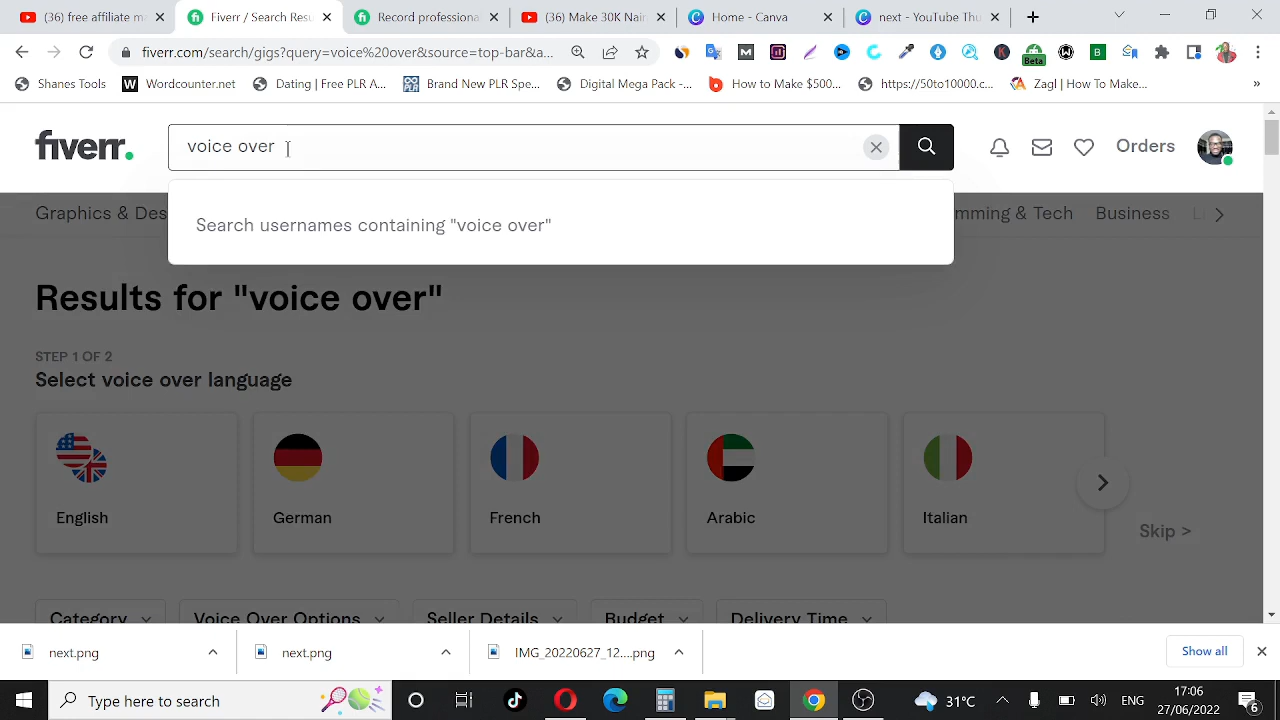 (36) free affiliate m
Fiverr / Search Resu
Record professiona
(36) Make 30K Nair
Home - Canva
next - YouTube Thu
fiverr.com/search/gigs?query=voice%20over&source=top-bar&a...
Beta
Shanes Tools
Wordcounter.net
Dating | Free PLR A...
Brand New PLR Spe...
Digital Mega Pack -...
How to Make $500...
https://50to10000.c...
Zagl | How To Make...
»
fiverr.
voice over
Orders
Graphics & Des
mming & Tech
Business
Li
Search usernames containing "voice over"
Results for "voice over"
STEP 1 OF 2
Select voice over language
English
German
French
Arabic
Italian
Skip >
Category
Voice Over Options
Seller Details
Budget
Delivery Time
next.png
next.png
IMG_20220627_12....png
Show all
Type here to search
31°C
ENG
17:06
27/06/2022
6